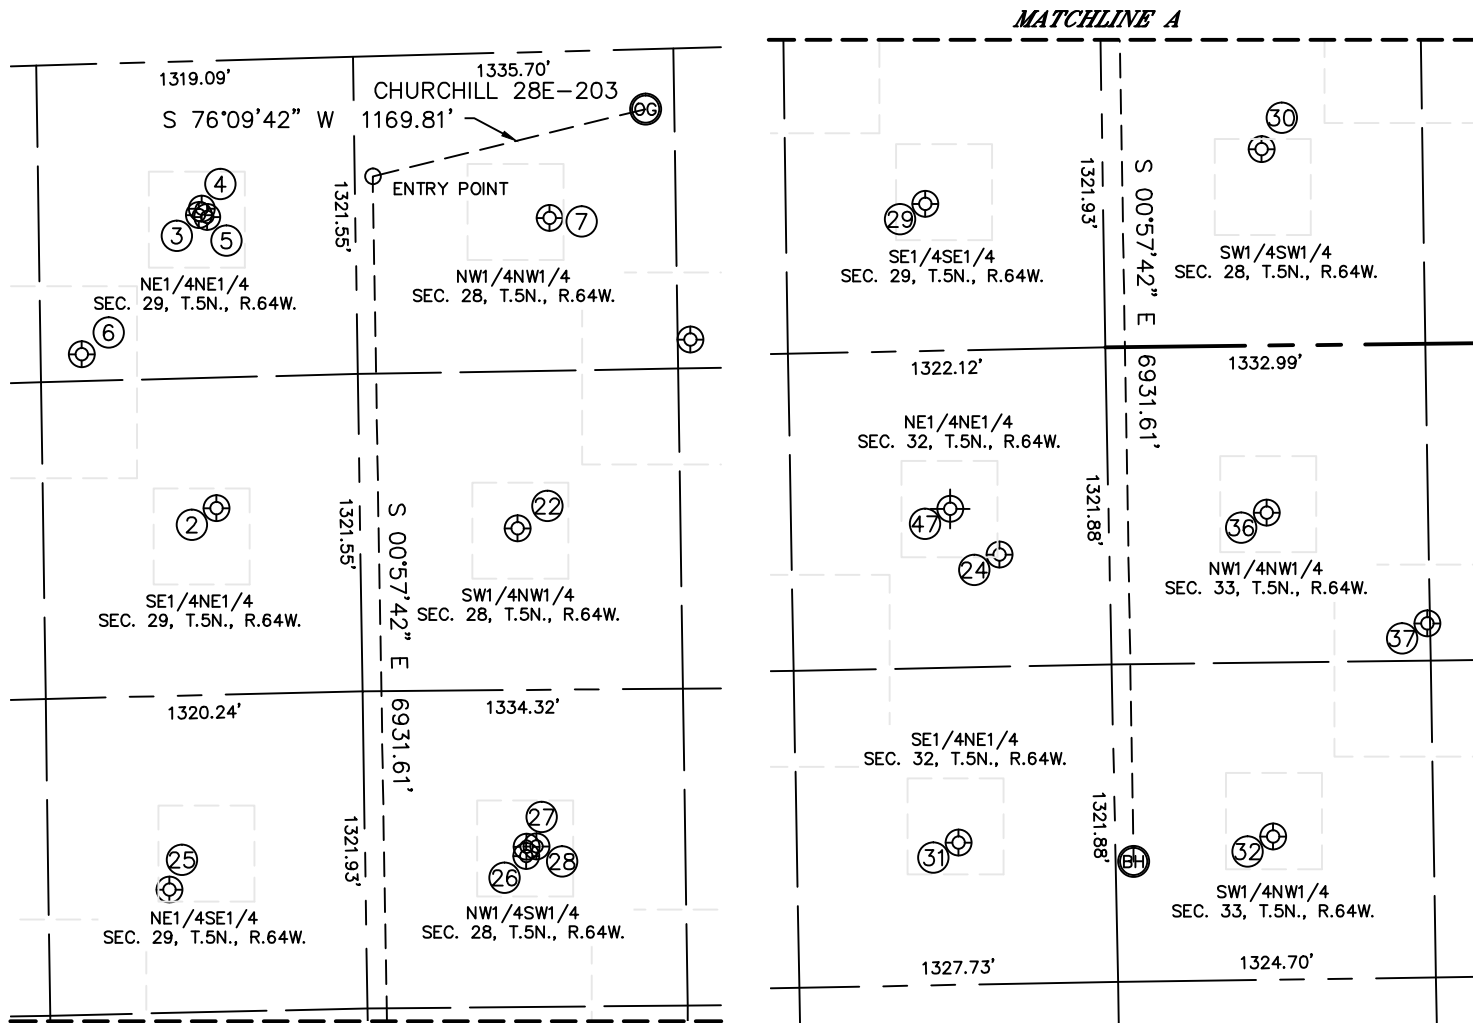 MATCHLINE A
1319.09'
1335.70'
CHURCHILL 28E-203
S 76°09'42" W 1169.81'
OG
ENTRY POINT
1321.55'
4
3
5
7
NE1/4NE1/4
SEC. 29, T.5N., R.64W.
NW1/4NW1/4
SEC. 28, T.5N., R.64W.
6
2
22
1321.55'
S 00°57'42" E 6931.61'
SE1/4NE1/4
SEC. 29, T.5N., R.64W.
SW1/4NW1/4
SEC. 28, T.5N., R.64W.
1320.24'
1334.32'
25
27
26
28
1321.93'
NE1/4SE1/4
SEC. 29, T.5N., R.64W.
NW1/4SW1/4
SEC. 28, T.5N., R.64W.
30
29
1321.93'
S 00°57'42" E 6931.61'
SE1/4SE1/4
SEC. 29, T.5N., R.64W.
SW1/4SW1/4
SEC. 28, T.5N., R.64W.
1322.12'
1332.99'
NE1/4NE1/4
SEC. 32, T.5N., R.64W.
47
24
1321.88'
36
NW1/4NW1/4
SEC. 33, T.5N., R.64W.
37
SE1/4NE1/4
SEC. 32, T.5N., R.64W.
31
1321.88'
BH
32
SW1/4NW1/4
SEC. 33, T.5N., R.64W.
1327.73'
1324.70'